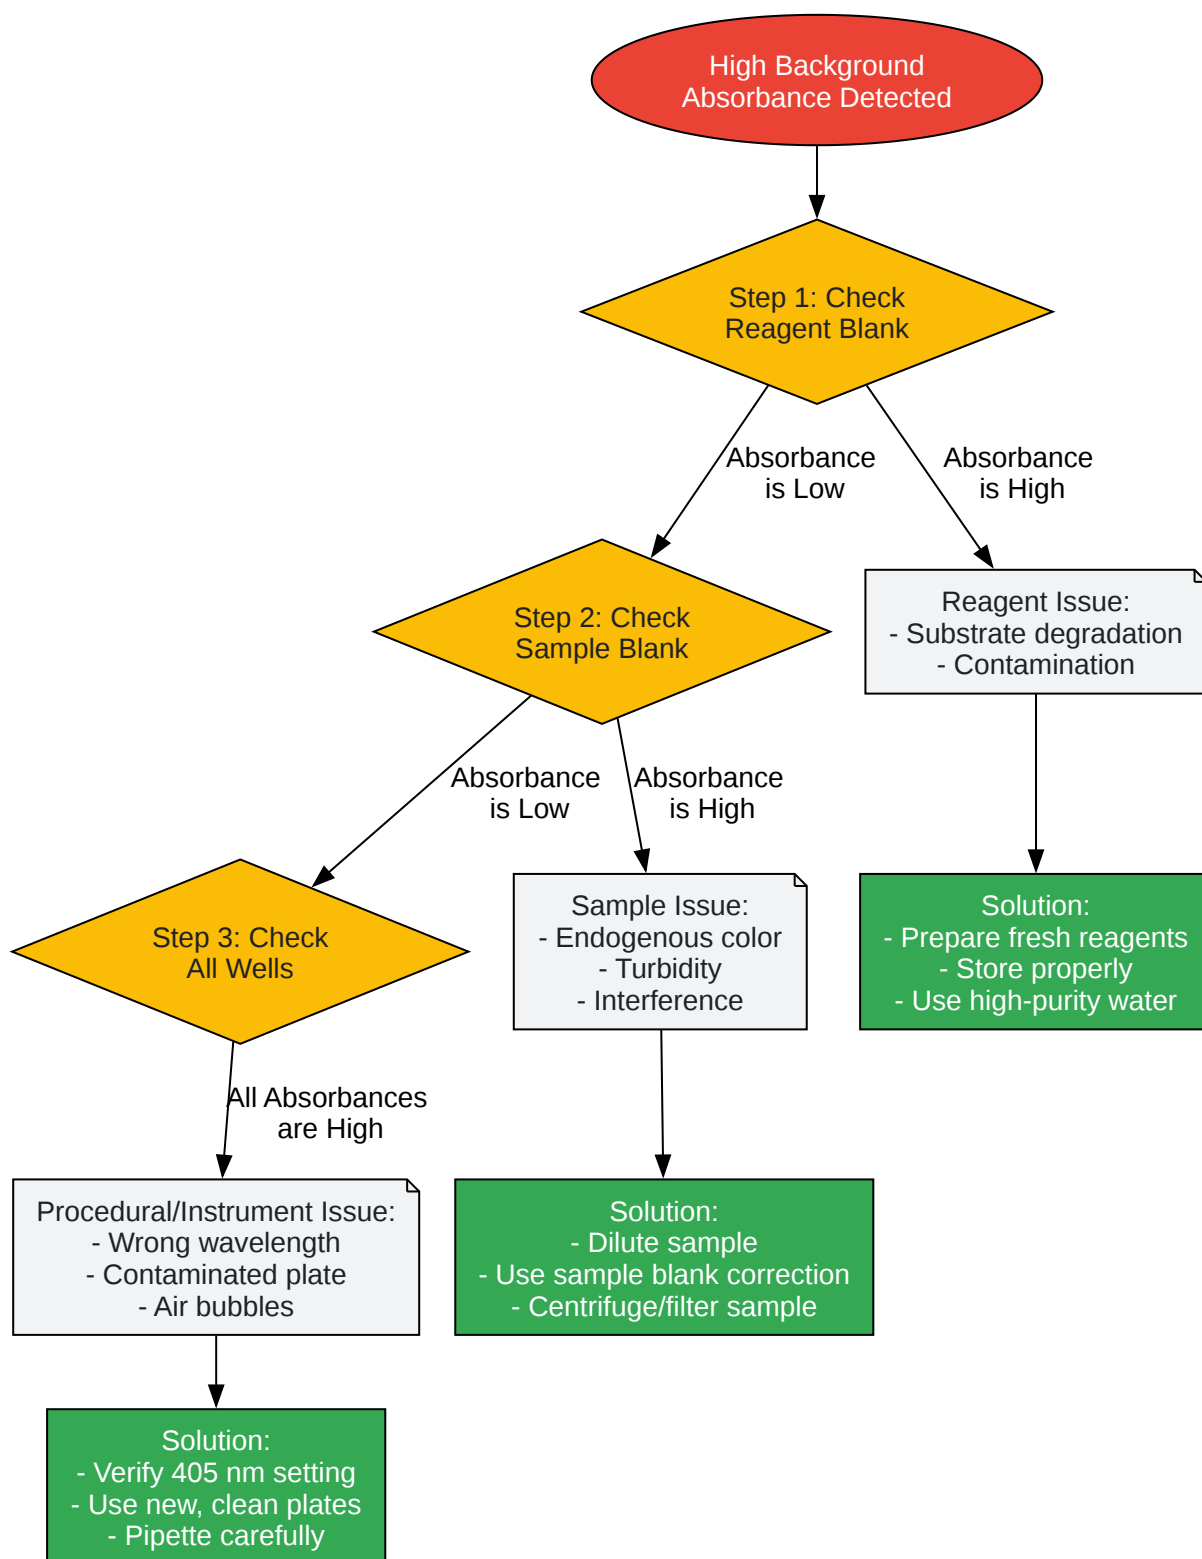 High Background
Absorbance Detected
Step 1: Check
Reagent Blank
Absorbance
is Low
Absorbance
is High
Step 2: Check
Sample Blank
Reagent Issue:
- Substrate degradation
- Contamination
Absorbance
is Low
Absorbance
is High
Step 3: Check
All Wells
Sample Issue:
- Endogenous color
- Turbidity
- Interference
Solution:
- Prepare fresh reagents
- Store properly
- Use high-purity water
All Absorbances
are High
Procedural/Instrument Issue:
- Wrong wavelength
- Contaminated plate
- Air bubbles
Solution:
- Dilute sample
- Use sample blank correction
- Centrifuge/filter sample
Solution:
- Verify 405 nm setting
- Use new, clean plates
- Pipette carefully